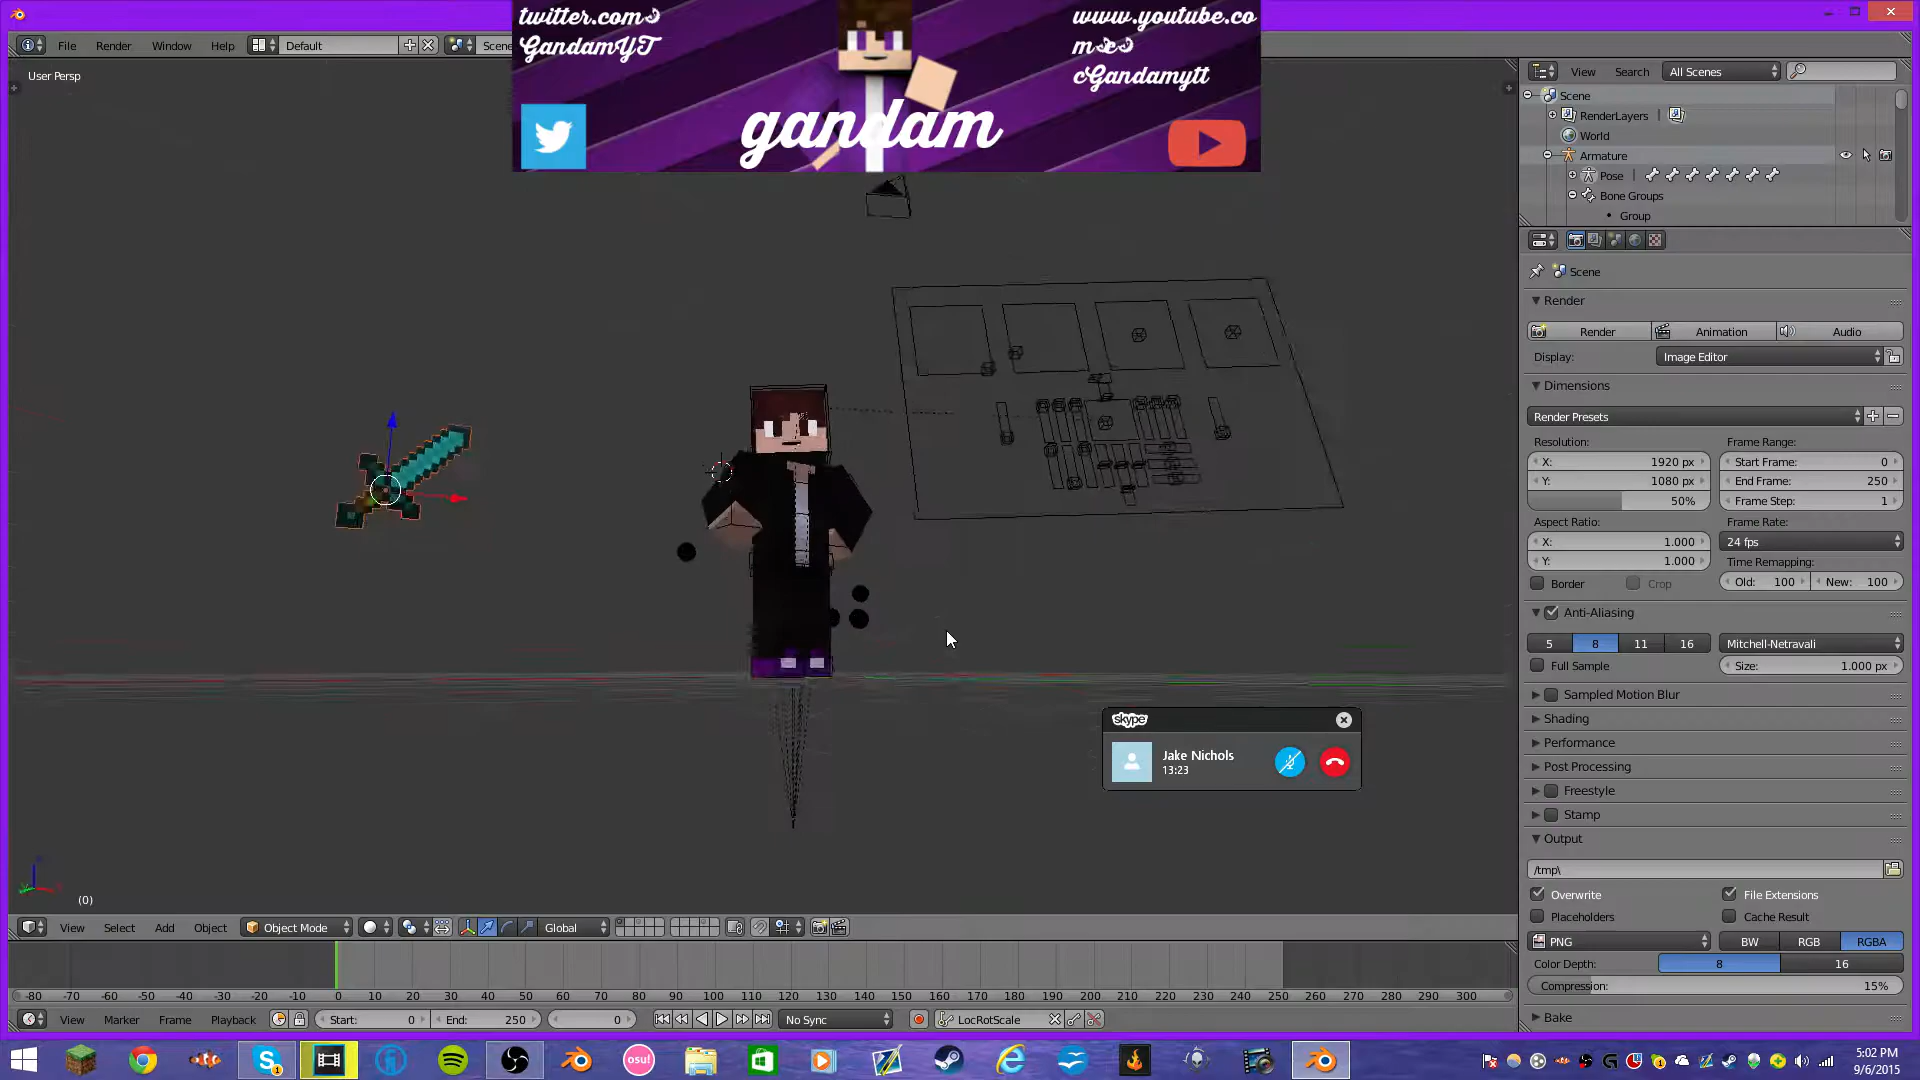 File Render Window Help Default Scene
twitter.com/
GandamYT
gandam
www.youtube.co
m/c/
cGandamytt
User Persp
View Search All Scenes
Scene
RenderLayers
World
Armature
Pose
Bone Groups
Group
Scene
Render
Render Animation Audio
Display: Image Editor
Dimensions
Render Presets
Resolution: Frame Range:
X: 1920 px Start Frame: 0
Y: 1080 px End Frame: 250
50% Frame Step: 1
Aspect Ratio: Frame Rate:
X: 1.000 24 fps
Y: 1.000 Time Remapping:
Border Crop Old: 100 New: 100
Anti-Aliasing
5 8 11 16 Mitchell-Netravali
Full Sample Size: 1.000 px
Sampled Motion Blur
Shading
Performance
Post Processing
Freestyle
Stamp
Output
/tmp\
Overwrite File Extensions
Placeholders Cache Result
PNG BW RGB RGBA
Color Depth: 8 16
Compression: 15%
Bake
skype
Jake Nichols
13:23
(0)
View Select Add Object Object Mode Global
-80 -70 -60 -50 -40 -30 -20 -10 0 10 20 30 40 50 60 70 80 90 100 110 120 130 140 150 160 170 180 190 200 210 220 230 240 250 260 270 280 290 300
View Marker Frame Playback Start: 0 End: 250 0 No Sync LocRotScale
osu!
5:02 PM
9/6/2015